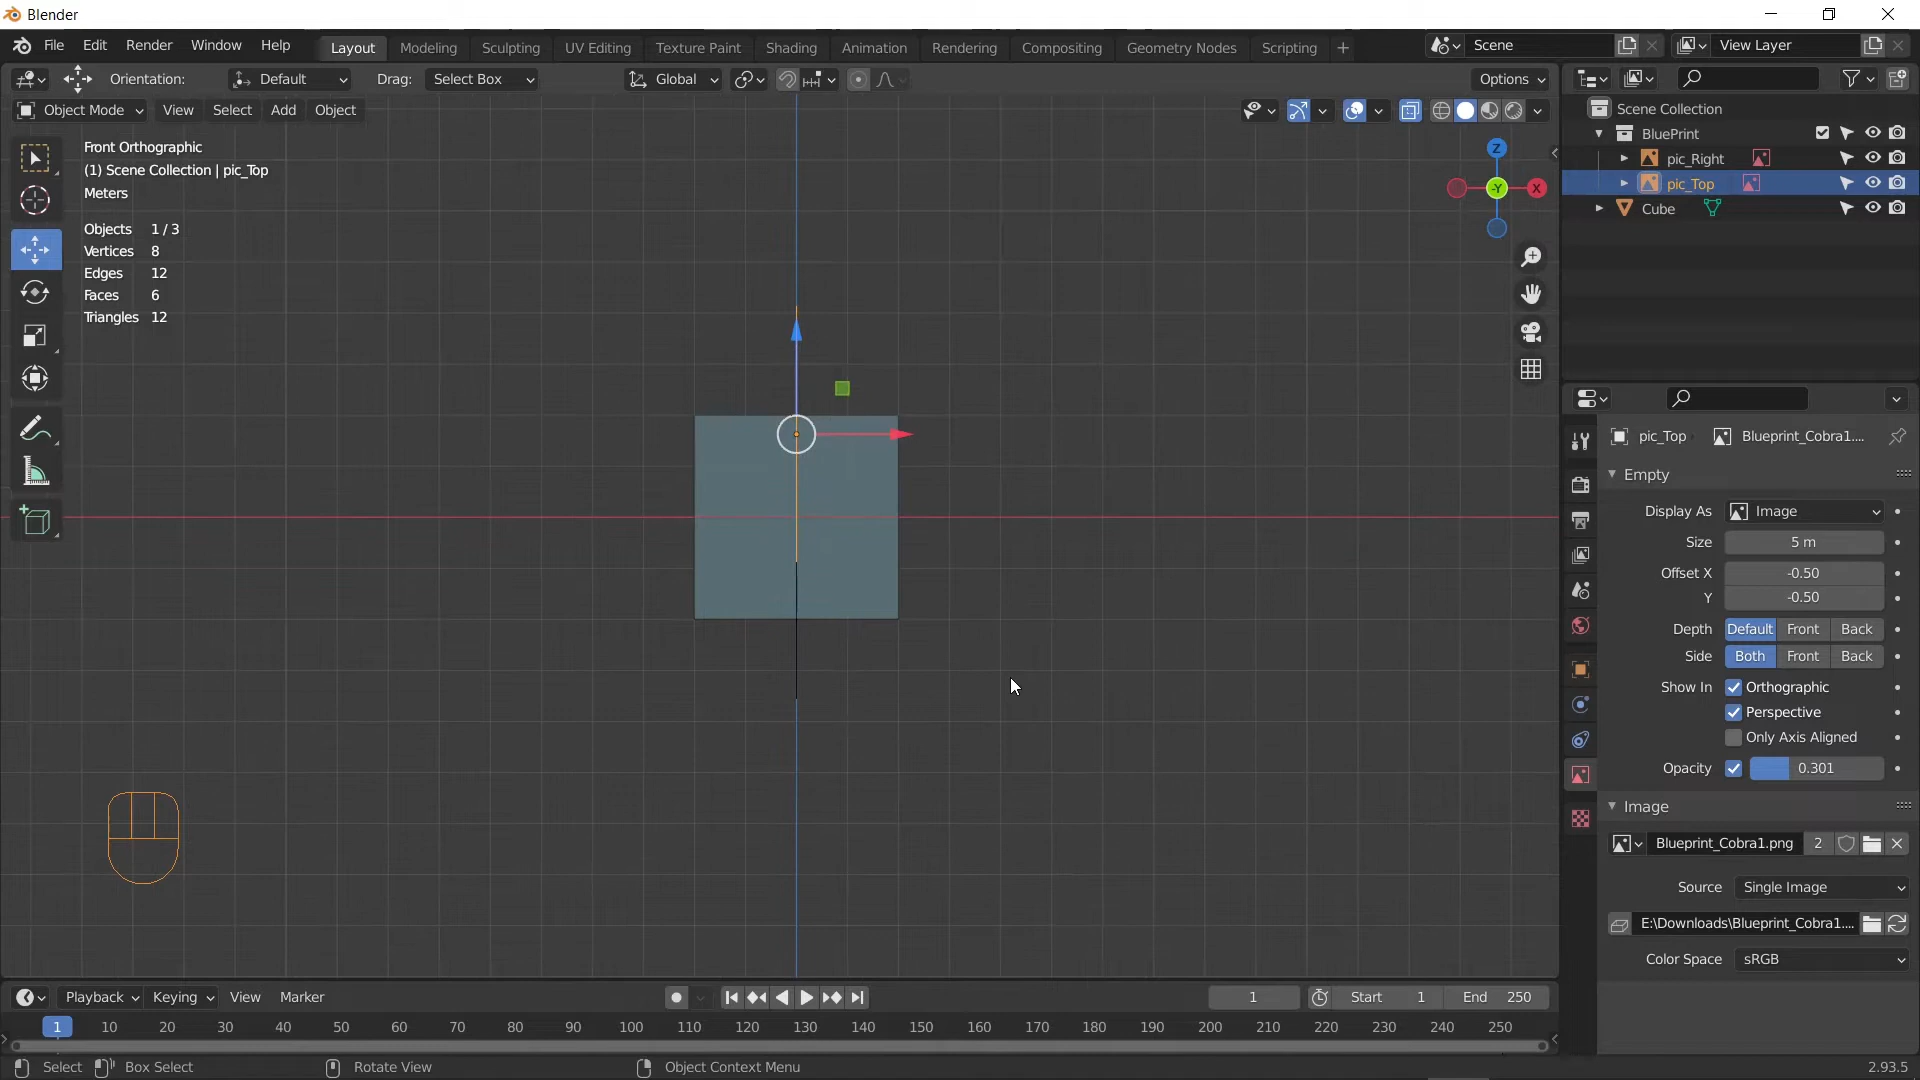 Blender
File Edit Render Window Help Layout Modeling Sculpting UV Editing Texture Paint Shading Animation Rendering Compositing Geometry Nodes Scripting + Scene View Layer
Orientation: Default Drag: Select Box Global Options
Object Mode View Select Add Object
Front Orthographic
(1) Scene Collection | pic_Top
Meters
Objects 1 / 3
Vertices 8
Edges 12
Faces 6
Triangles 12
Z
-Y X
Scene Collection
BluePrint
pic_Right
pic_Top
Cube
pic_Top Blueprint_Cobra1....
Empty
Display As Image
Size 5 m
Offset X -0.50
Y -0.50
Depth Default Front Back
Side Both Front Back
Show In Orthographic
Perspective
Only Axis Aligned
Opacity 0.301
Image
Blueprint_Cobra1.png 2
Source Single Image
E:\Downloads\Blueprint_Cobra1....
Color Space sRGB
Playback Keying View Marker 1 Start 1 End 250
1 10 20 30 40 50 60 70 80 90 100 110 120 130 140 150 160 170 180 190 200 210 220 230 240 250
Select Box Select Rotate View Object Context Menu 2.93.5